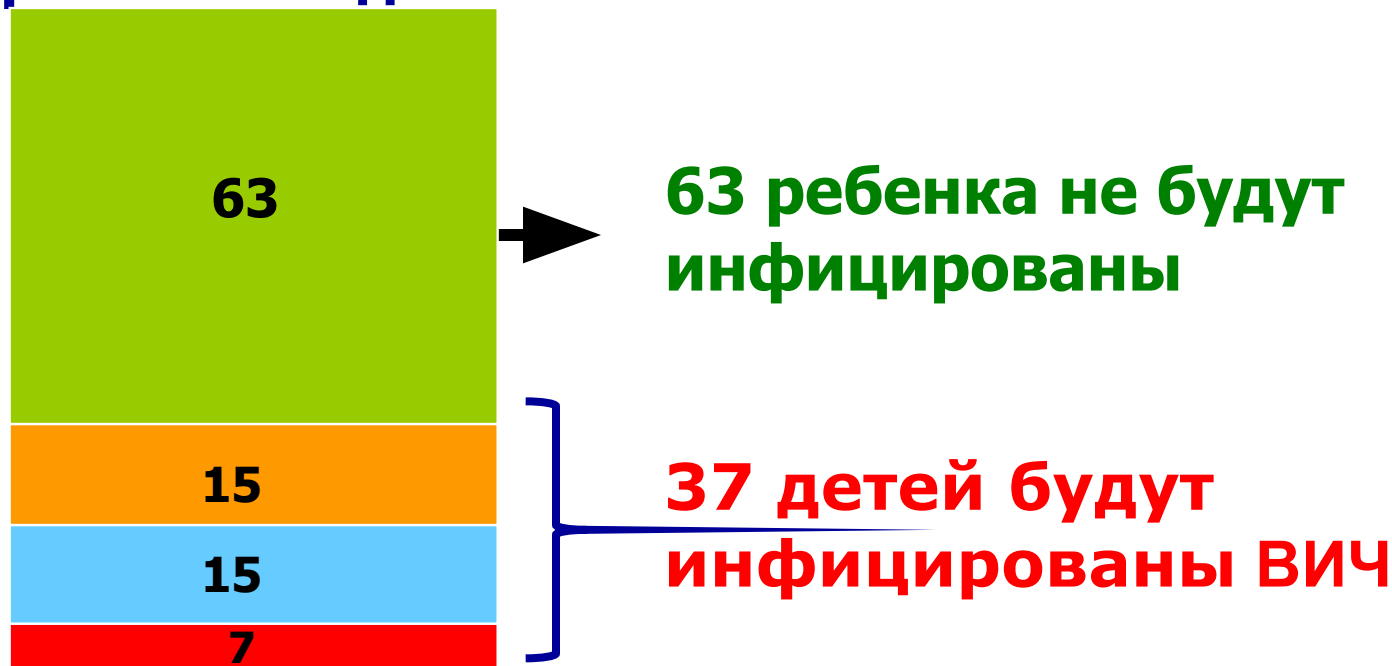 63
63 ребенка не будут
инфицированы
15
37 детей будут
инфицированы ВИЧ
15
7